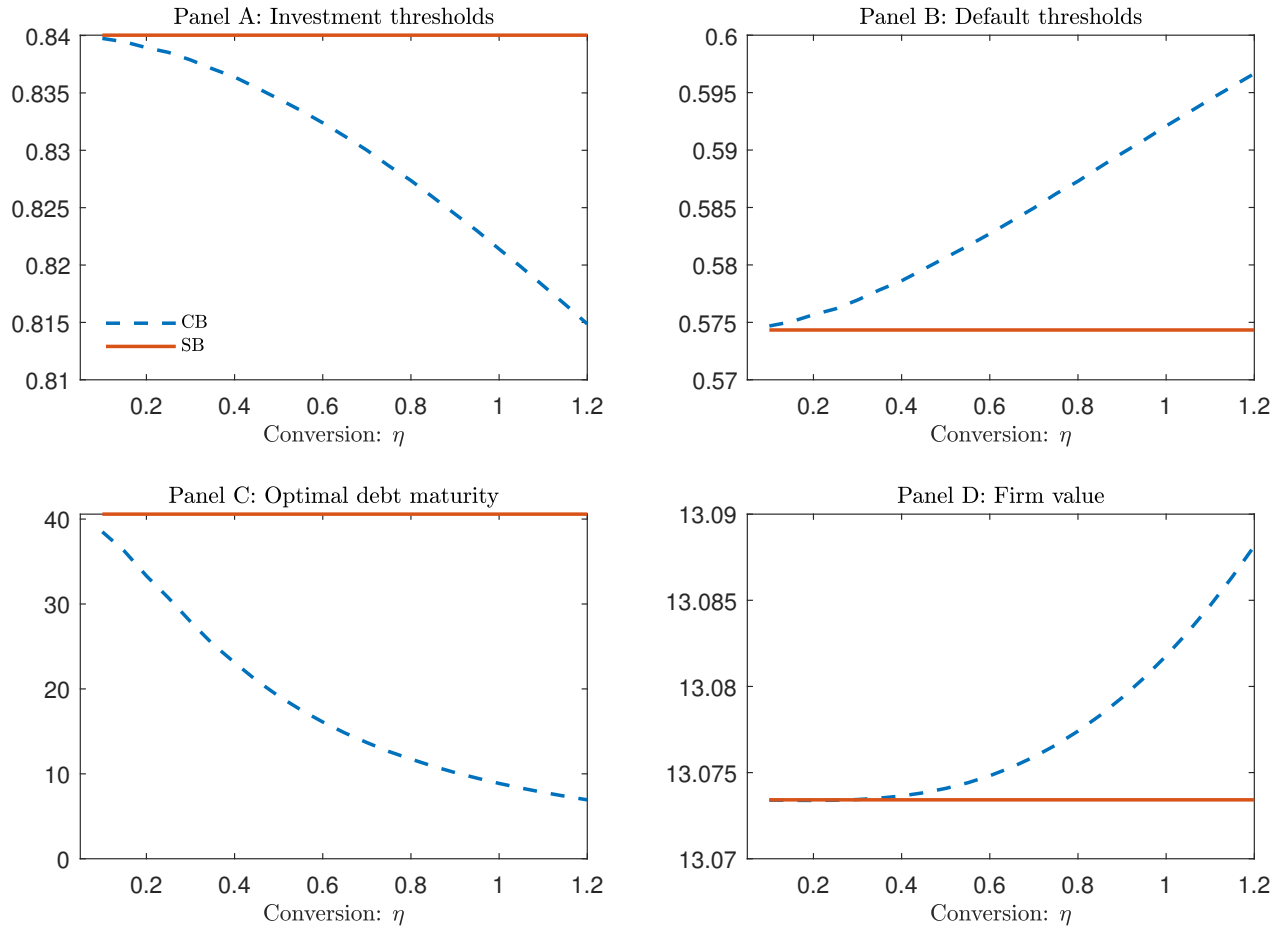 Panel A: Investment thresholds
0.84
0.835
0.83
0.825
0.82
0.815
0.81
CB
SB
0.2 0.4 0.6 0.8 1 1.2
Conversion: η
Panel B: Default thresholds
0.6
0.595
0.59
0.585
0.58
0.575
0.57
0.2 0.4 0.6 0.8 1 1.2
Conversion: η
Panel C: Optimal debt maturity
40
30
20
10
0
0.2 0.4 0.6 0.8 1 1.2
Conversion: η
Panel D: Firm value
13.09
13.085
13.08
13.075
13.07
0.2 0.4 0.6 0.8 1 1.2
Conversion: η